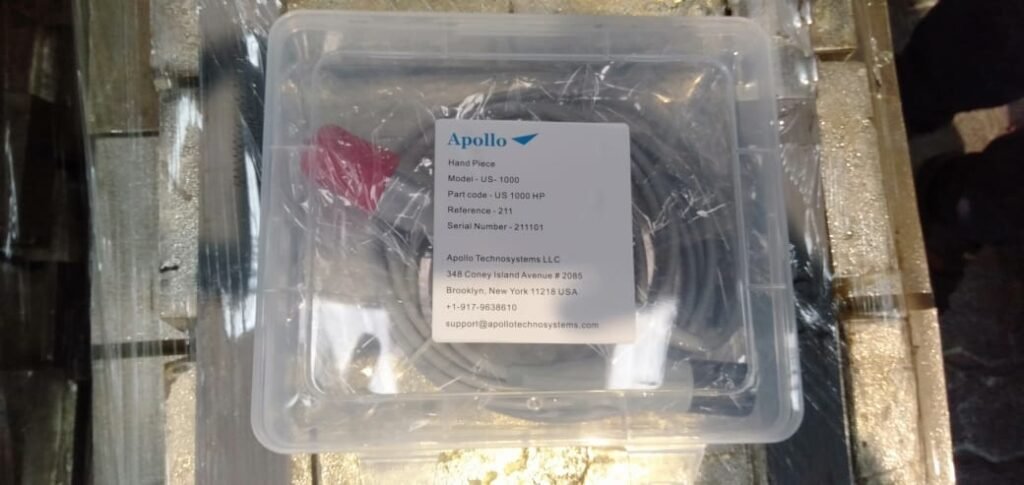 Apollo
Hand Piece
Model - US- 1000
Part code - US 1000 HP
Reference - 211
Serial Number - 211101
Apollo Technosystems LLC
348 Coney Island Avenue # 2085
Brooklyn, New York 11218 USA
+1-917-9638610
support@apollotechnosystems.com